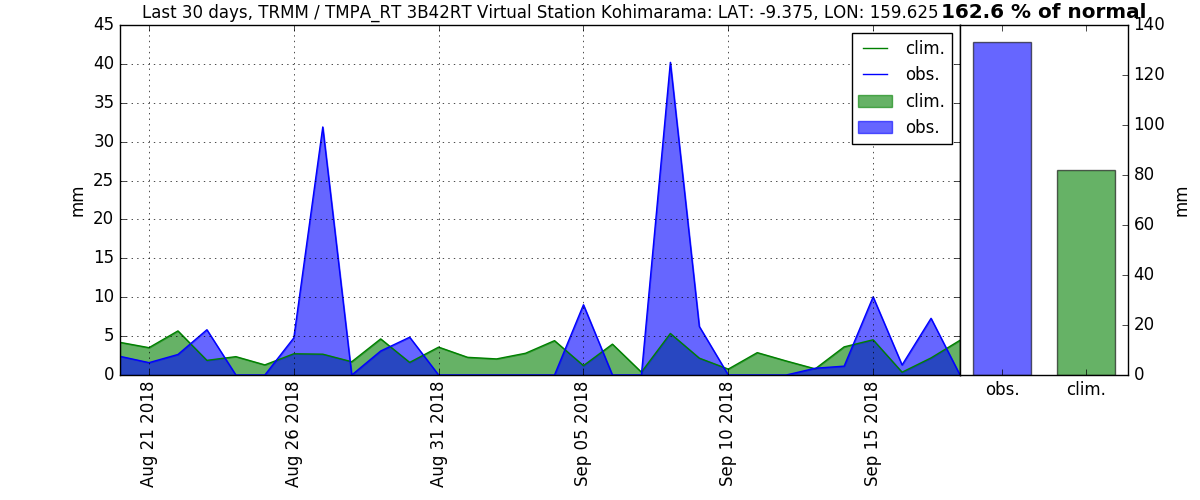 Last 30 days, TRMM / TMPA_RT 3B42RT Virtual Station Kohimarama: LAT: -9.375, LON: 159.625
162.6 % of normal
45
40
35
30
25
20
15
10
5
0
mm
clim.
obs.
clim.
obs.
Aug 21 2018
Aug 26 2018
Aug 31 2018
Sep 05 2018
Sep 10 2018
Sep 15 2018
140
120
100
80
60
40
20
0
mm
obs.
clim.